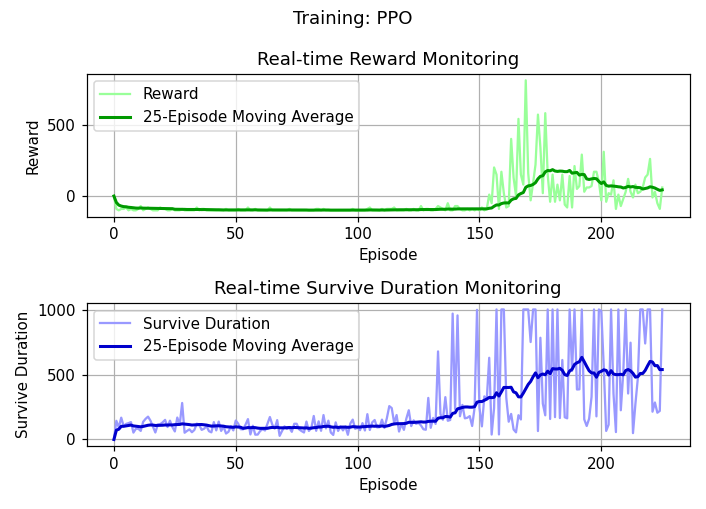 Training: PPO
Real-time Reward Monitoring
Reward
25-Episode Moving Average
Reward
500
0
0
50
100
150
200
Episode
Real-time Survive Duration Monitoring
Survive Duration
25-Episode Moving Average
Survive Duration
1000
500
0
0
50
100
150
200
Episode